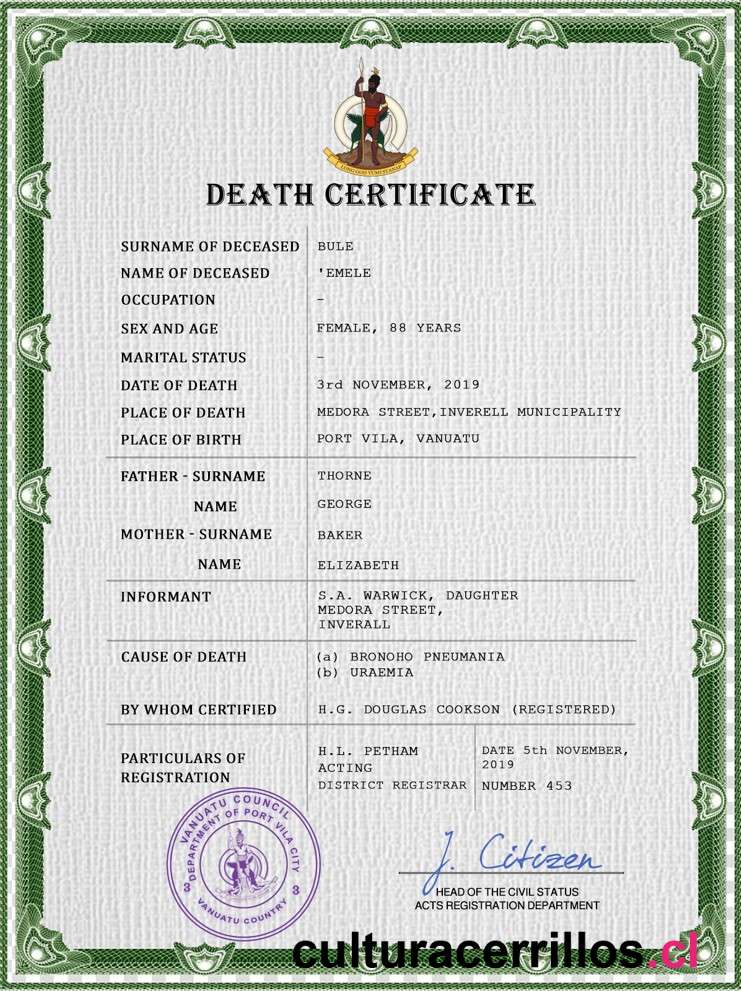 LONG GOD YUMI STANAP
DEATH CERTIFICATE
SURNAME OF DECEASED BULE
NAME OF DECEASED 'EMELE
OCCUPATION –
SEX AND AGE FEMALE, 88 YEARS
MARITAL STATUS –
DATE OF DEATH 3rd NOVEMBER, 2019
PLACE OF DEATH MEDORA STREET,INVERELL MUNICIPALITY
PLACE OF BIRTH PORT VILA, VANUATU
FATHER - SURNAME THORNE
NAME GEORGE
MOTHER - SURNAME BAKER
NAME ELIZABETH
INFORMANT S.A. WARWICK, DAUGHTER
MEDORA STREET,
INVERALL
CAUSE OF DEATH (a) BRONOHO PNEUMANIA
(b) URAEMIA
BY WHOM CERTIFIED H.G. DOUGLAS COOKSON (REGISTERED)
PARTICULARS OF
REGISTRATION
H.L. PETHAM
ACTING
DISTRICT REGISTRAR
DATE 5th NOVEMBER,
2019
NUMBER 453
VANUATU COUNCIL
DEPARTMENT OF PORT VILA CITY
3 3
VANUATU COUNTRY
J. Citizen
HEAD OF THE CIVIL STATUS
ACTS REGISTRATION DEPARTMENT
culturacerrillos.cl